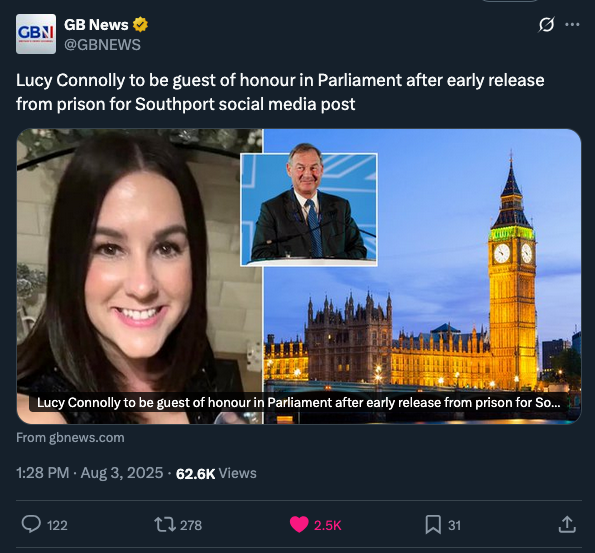 GBN
GB News
@GBNEWS
Lucy Connolly to be guest of honour in Parliament after early release
from prison for Southport social media post
Lucy Connolly to be guest of honour in Parliament after early release from prison for So...
From gbnews.com
1:28 PM · Aug 3, 2025 · 62.6K Views
122 278 2.5K 31